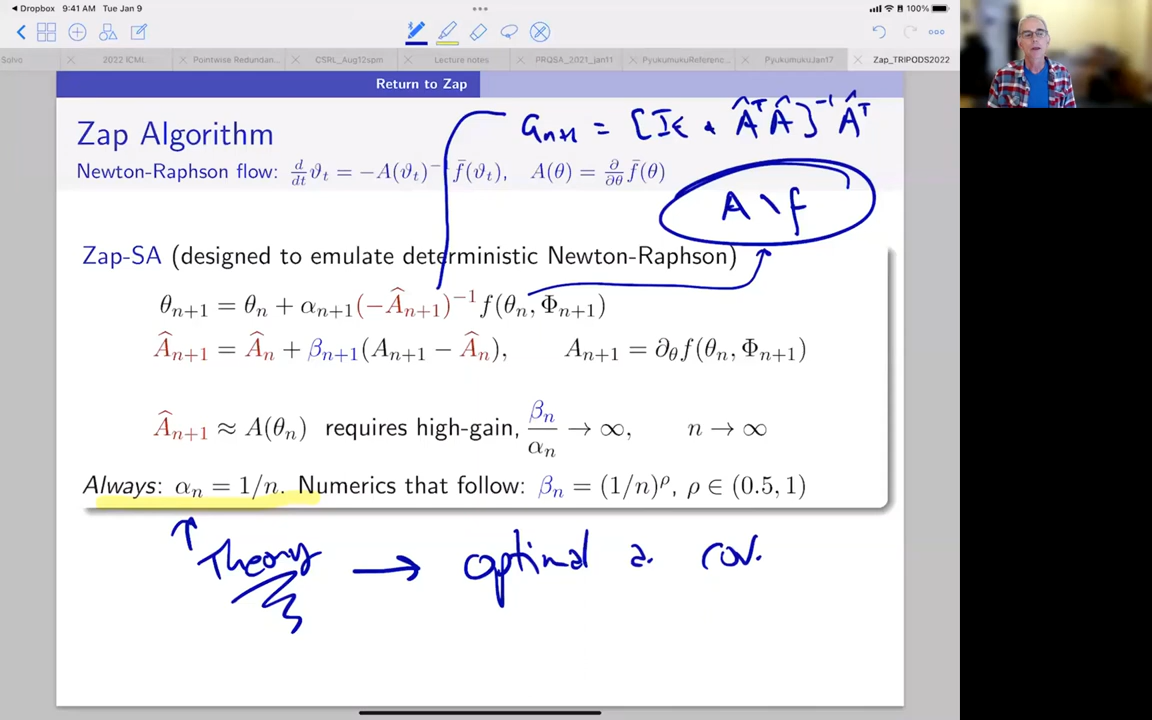 Dropbox 9:41 AM Tue Jan 9 100%
Solvo 2022 ICML Pointwise Redundan... CSRL_Aug12spm Lecture notes PRQSA_2021_jan11 PyukumukuReferenc... PyukumukuJan17 Zap_TRIPODS2022
Return to Zap
Zap Algorithm
G_{n+1} = [Iε + Â^T Â]^{-1} Â^T
Newton-Raphson flow: d/dt ϑ_t = −A(ϑ_t)^− f̄(ϑ_t), A(θ) = ∂/∂θ f̄(θ)
A \ f
Zap-SA (designed to emulate deterministic Newton-Raphson)
θ_{n+1} = θ_n + α_{n+1}(−Â_{n+1})^{−1} f(θ_n, Φ_{n+1})
Â_{n+1} = Â_n + β_{n+1}(A_{n+1} − Â_n), A_{n+1} = ∂_θ f(θ_n, Φ_{n+1})
Â_{n+1} ≈ A(θ_n) requires high-gain, β_n/α_n → ∞, n → ∞
Always: α_n = 1/n. Numerics that follow: β_n = (1/n)^ρ, ρ ∈ (0.5, 1)
↑
Theory → optimal a. cov.